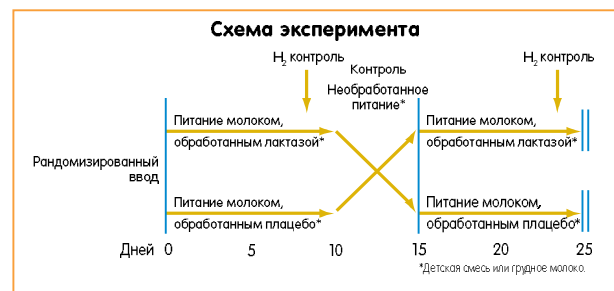 Схема эксперимента
H₂ контроль
Контроль
Необработанное
питание*
H₂ контроль
Питание молоком,
обработанным лактазой*
Питание молоком,
обработанным лактазой*
Рандомизированный
ввод
Питание молоком,
обработанным плацебо*
Питание молоком,
обработанным плацебо*
Дней 0 5 10 15 20 25
*Детская смесь или грудное молоко.